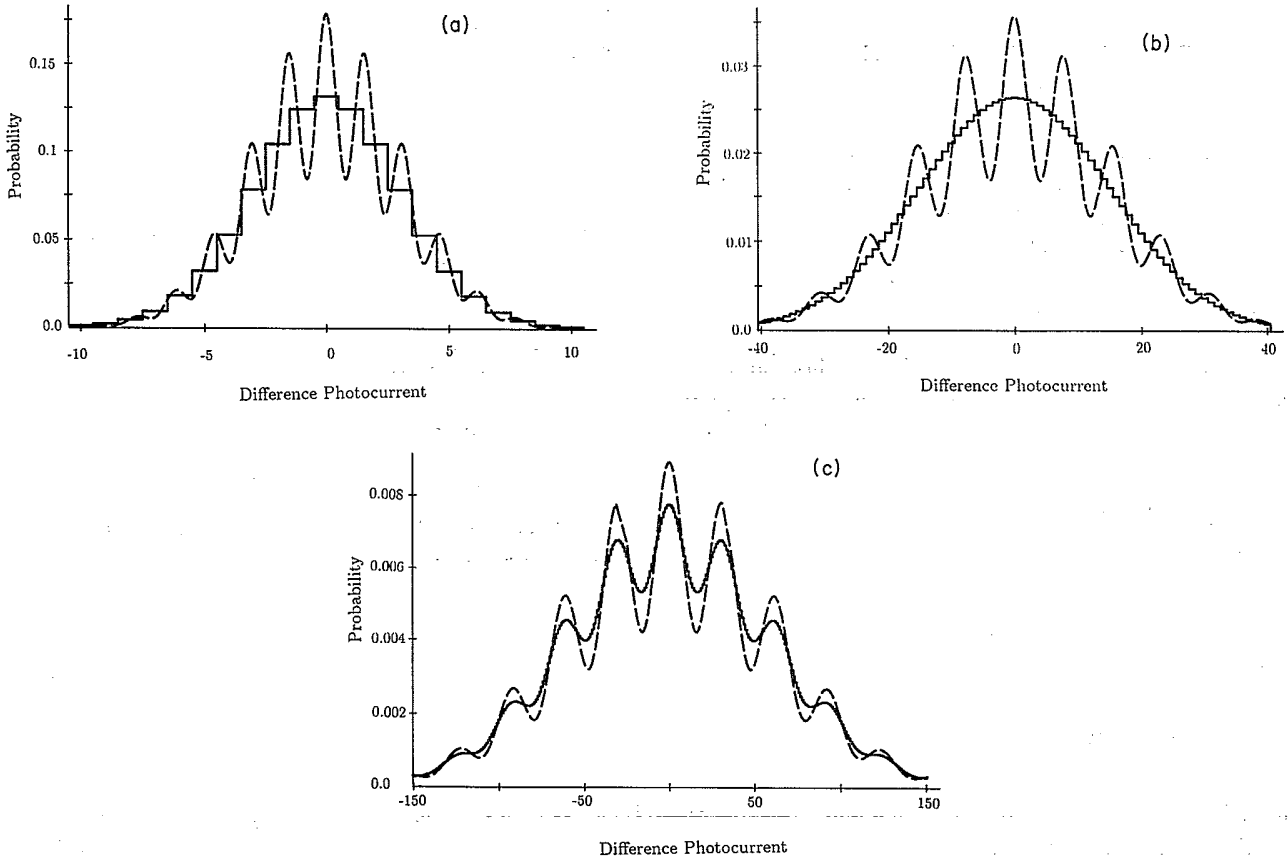 (a)
0.15
0.1
0.05
0.0
Probability
-10 -5 0 5 10
Difference Photocurrent
(b)
0.03
0.02
0.01
0.0
Probability
-40 -20 0 20 40
Difference Photocurrent
(c)
0.008
0.006
0.004
0.002
0.0
Probability
-150 -50 50 150
Difference Photocurrent